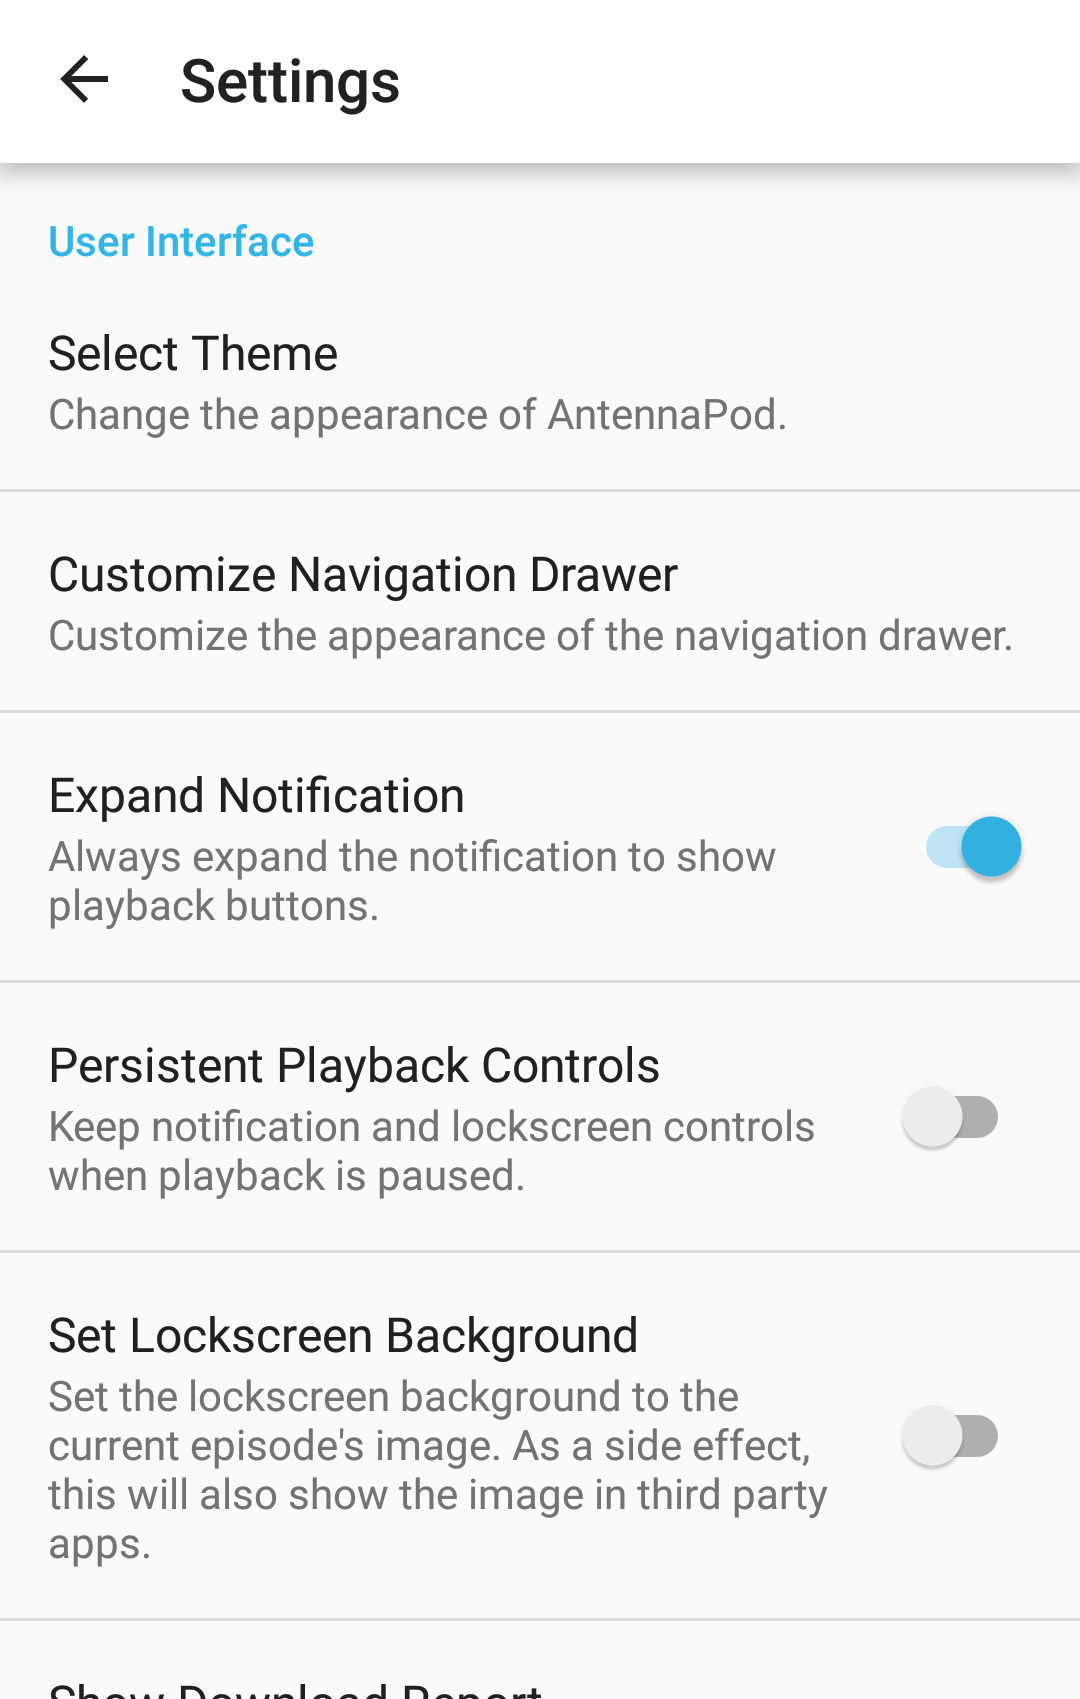 Settings
User Interface
Select Theme
Change the appearance of AntennaPod.
Customize Navigation Drawer
Customize the appearance of the navigation drawer.
Expand Notification
Always expand the notification to show
playback buttons.
Persistent Playback Controls
Keep notification and lockscreen controls
when playback is paused.
Set Lockscreen Background
Set the lockscreen background to the
current episode's image. As a side effect,
this will also show the image in third party
apps.
Show Download Report